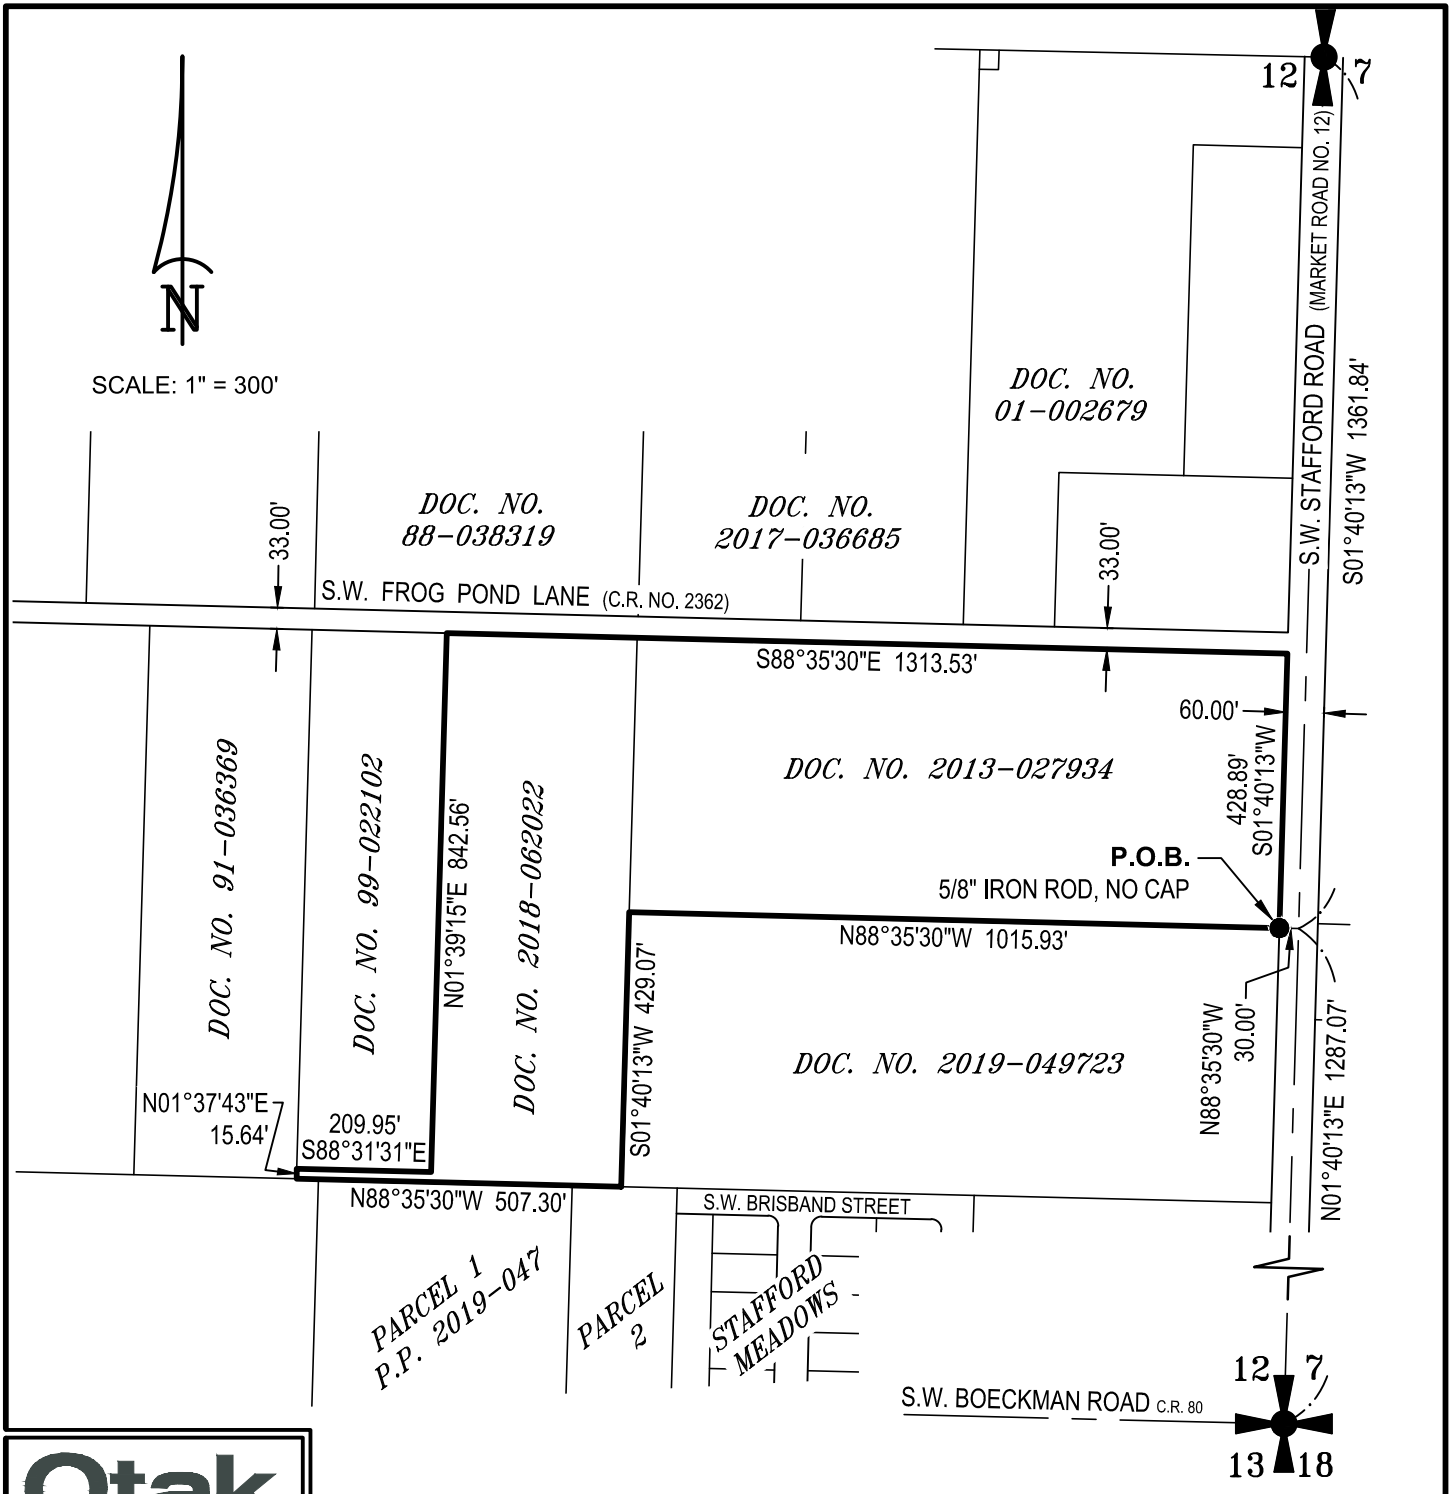 12 7
S.W. STAFFORD ROAD (MARKET ROAD NO. 12)
S01°40'13"W 1361.84'
N
SCALE: 1" = 300'
DOC. NO.
01-002679
DOC. NO.
88-038319
DOC. NO.
2017-036685
33.00'
33.00'
S.W. FROG POND LANE (C.R. NO. 2362)
S88°35'30"E 1313.53'
60.00'
428.89'
S01°40'13"W
DOC. NO. 2013-027934
DOC. NO. 91-036369
DOC. NO. 99-022102
N01°39'15"E 842.56'
DOC. NO. 2018-062022
P.O.B.
5/8" IRON ROD, NO CAP
N88°35'30"W 1015.93'
S01°40'13"W 429.07'
DOC. NO. 2019-049723
N88°35'30"W
30.00'
N01°40'13"E 1287.07'
N01°37'43"E
15.64'
209.95'
S88°31'31"E
N88°35'30"W 507.30'
S.W. BRISBAND STREET
PARCEL 1
P.P. 2019-047
PARCEL
2
STAFFORD
MEADOWS
S.W. BOECKMAN ROAD C.R. 80
12 7
13 18
Otak